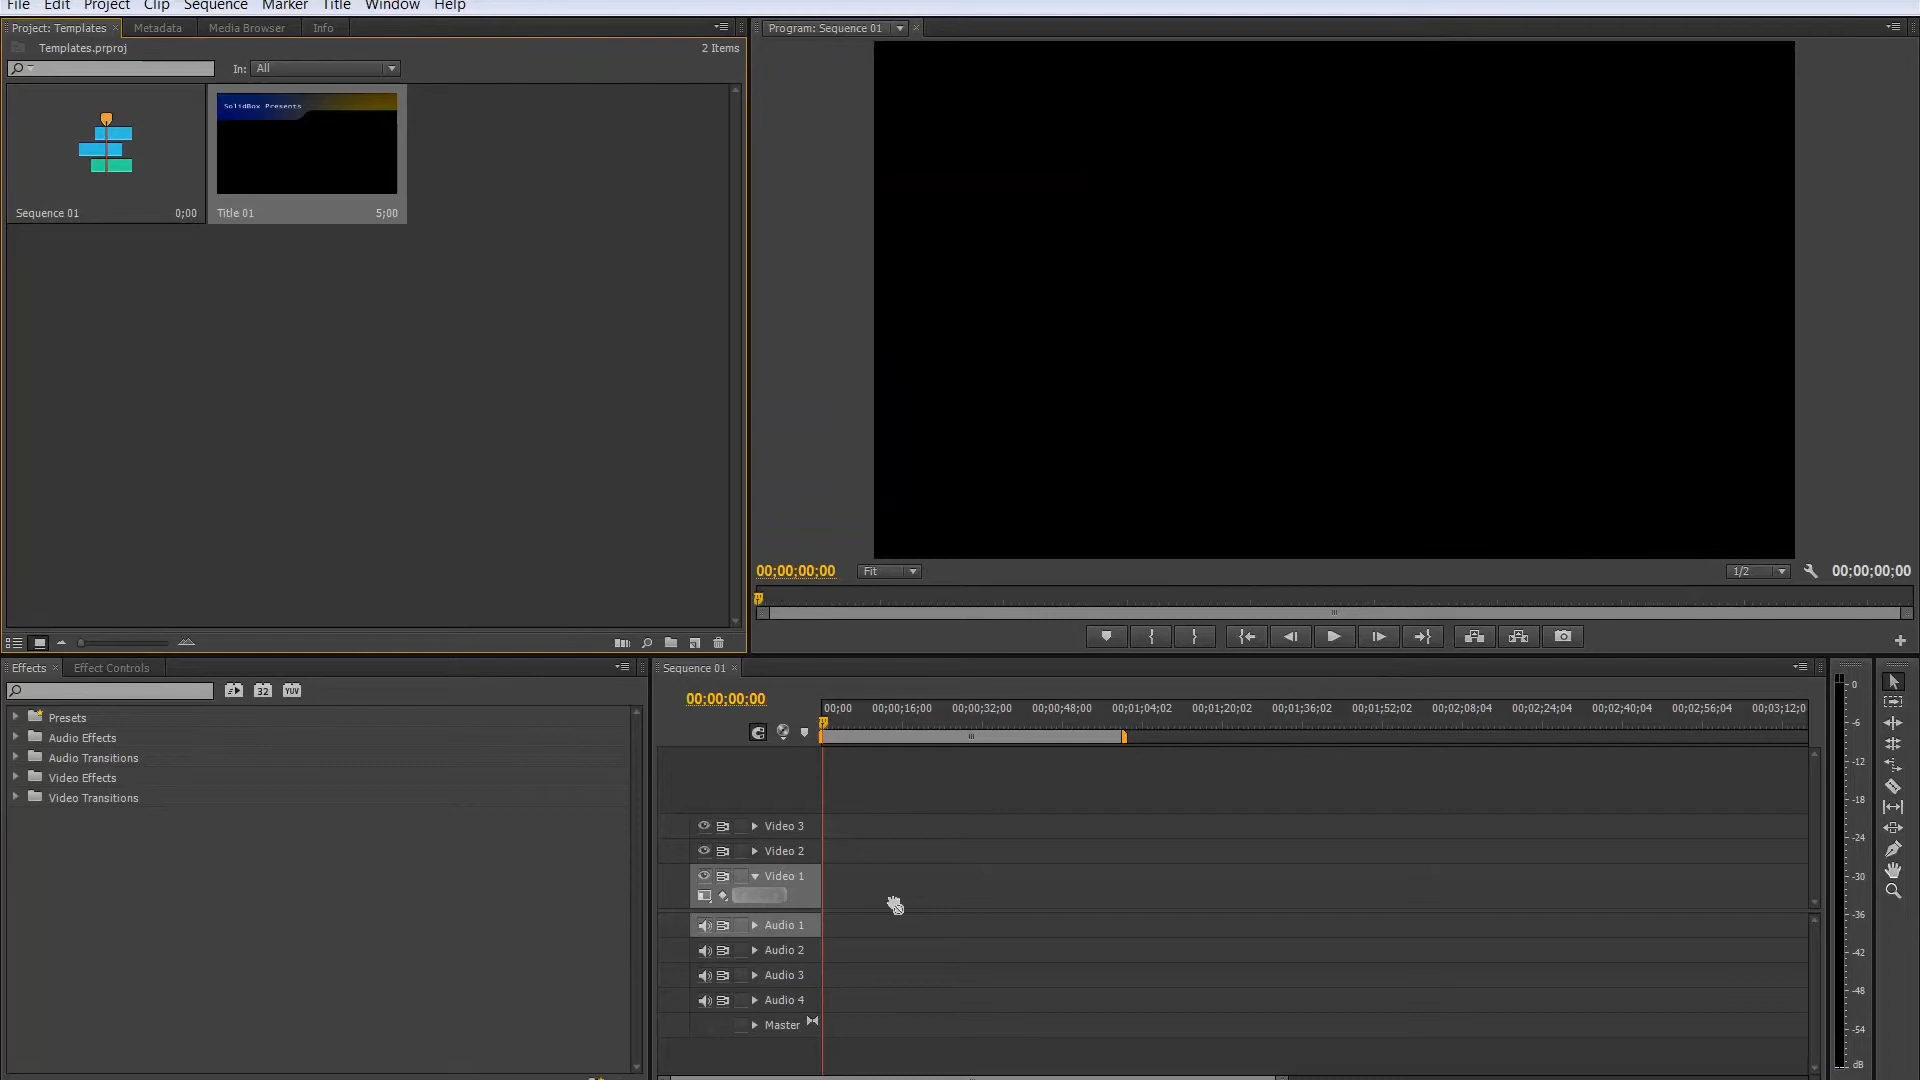 File Edit Project Clip Sequence Marker Title Window Help
Project: Templates Metadata Media Browser Info
Program: Sequence 01
Templates.prproj
2 Items
In: All
SolidBox Presents
Sequence 01 0;00
Title 01 5;00
00;00;00;00
Fit
1/2
00;00;00;00
Effects Effect Controls
32
YUV
Presets
Audio Effects
Audio Transitions
Video Effects
Video Transitions
Sequence 01
00;00;00;00
00;00 00;00;16;00 00;00;32;00 00;00;48;00 00;01;04;02 00;01;20;02 00;01;36;02 00;01;52;02 00;02;08;04 00;02;24;04 00;02;40;04 00;02;56;04 00;03;12;0
Video 3
Video 2
Video 1
Audio 1
Audio 2
Audio 3
Audio 4
Master
0
-6
-12
-18
-24
-30
-36
-42
-48
-54
dB